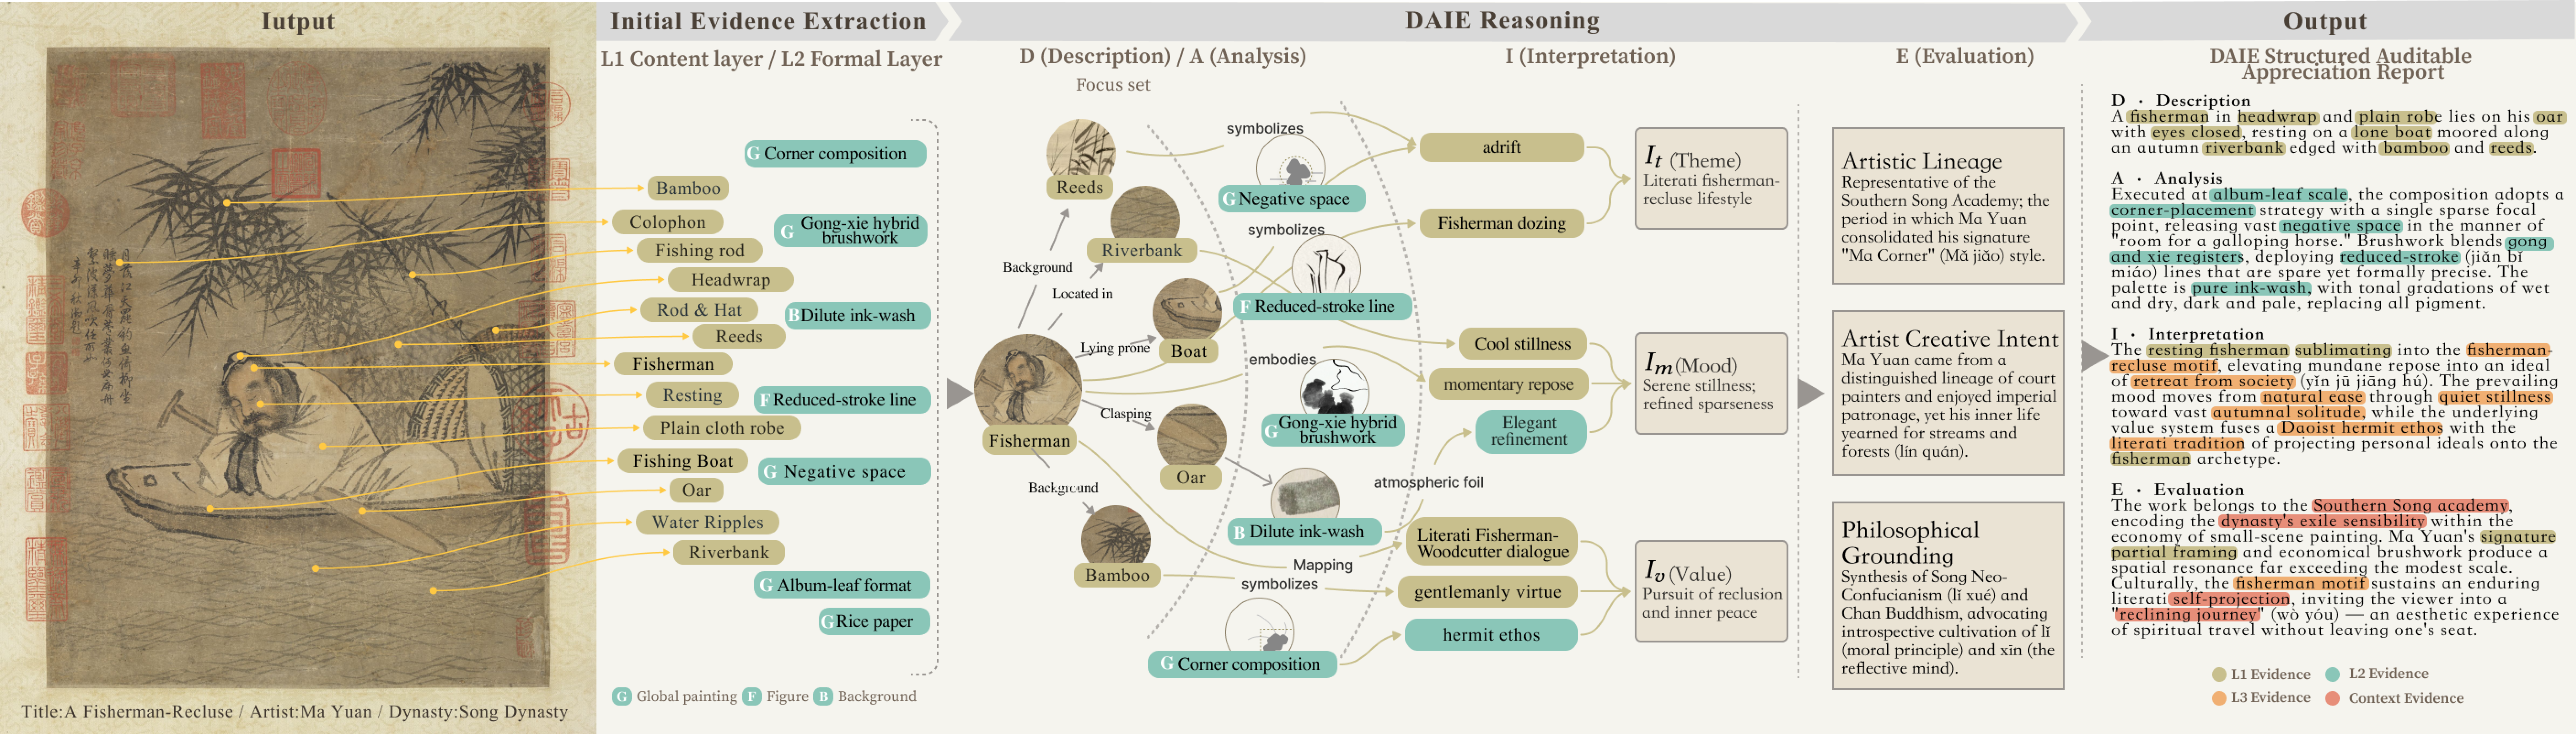 Iutput
Initial Evidence Extraction
DAIE Reasoning
Output
L1 Content layer / L2 Formal Layer
D (Description) / A (Analysis)
I (Interpretation)
E (Evaluation)
DAIE Structured Auditable
Appreciation Report
Focus set
Title:A Fisherman-Recluse / Artist:Ma Yuan / Dynasty:Song Dynasty
G Corner composition
Bamboo
Colophon
G Gong-xie hybrid
brushwork
Fishing rod
Headwrap
Rod & Hat
B Dilute ink-wash
Reeds
Fisherman
Resting
F Reduced-stroke line
Plain cloth robe
Fishing Boat
G Negative space
Oar
Water Ripples
Riverbank
G Album-leaf format
G Rice paper
G Global painting F Figure B Background
Reeds
Riverbank
Background
Located in
Boat
Lying prone
Fisherman
Clasping
Oar
Background
Bamboo
symbolizes
G Negative space
symbolizes
F Reduced-stroke line
embodies
G Gong-xie hybrid
brushwork
atmospheric foil
B Dilute ink-wash
Mapping
symbolizes
G Corner composition
adrift
Fisherman dozing
Cool stillness
momentary repose
Elegant
refinement
Literati Fisherman-
Woodcutter dialogue
gentlemanly virtue
hermit ethos
It (Theme)
Literati fisherman-
recluse lifestyle
Im (Mood)
Serene stillness;
refined sparseness
Iv (Value)
Pursuit of reclusion
and inner peace
Artistic Lineage
Representative of the
Southern Song Academy; the
period in which Ma Yuan
consolidated his signature
"Ma Corner" (Mǎ jiǎo) style.
Artist Creative Intent
Ma Yuan came from a
distinguished lineage of court
painters and enjoyed imperial
patronage, yet his inner life
yearned for streams and
forests (lín quán).
Philosophical
Grounding
Synthesis of Song Neo-
Confucianism (lǐ xué) and
Chan Buddhism, advocating
introspective cultivation of lǐ
(moral principle) and xīn (the
reflective mind).
D · Description
A fisherman in headwrap and plain robe lies on his oar
with eyes closed, resting on a lone boat moored along
an autumn riverbank edged with bamboo and reeds.
A · Analysis
Executed at album-leaf scale, the composition adopts a
corner-placement strategy with a single sparse focal
point, releasing vast negative space in the manner of
"room for a galloping horse." Brushwork blends gong
and xie registers, deploying reduced-stroke (jiǎn bǐ
miáo) lines that are spare yet formally precise. The
palette is pure ink-wash, with tonal gradations of wet
and dry, dark and pale, replacing all pigment.
I · Interpretation
The resting fisherman sublimating into the fisherman-
recluse motif, elevating mundane repose into an ideal
of retreat from society (yǐn jū jiāng hú). The prevailing
mood moves from natural ease through quiet stillness
toward vast autumnal solitude, while the underlying
value system fuses a Daoist hermit ethos with the
literati tradition of projecting personal ideals onto the
fisherman archetype.
E · Evaluation
The work belongs to the Southern Song academy,
encoding the dynasty's exile sensibility within the
economy of small-scene painting. Ma Yuan's signature
partial framing and economical brushwork produce a
spatial resonance far exceeding the modest scale.
Culturally, the fisherman motif sustains an enduring
literati self-projection, inviting the viewer into a
"reclining journey" (wò yóu) — an aesthetic experience
of spiritual travel without leaving one's seat.
L1 Evidence
L2 Evidence
L3 Evidence
Context Evidence